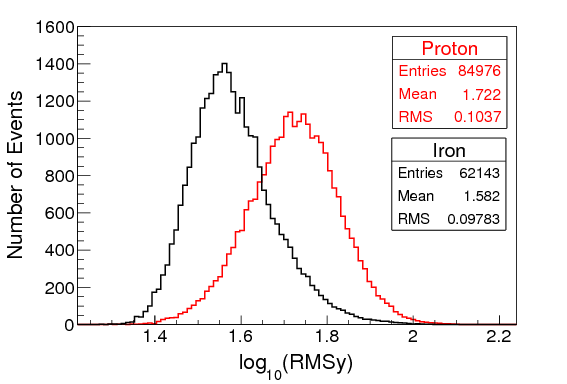 Number of Events
1600
1400
1200
1000
800
600
400
200
0
Proton
Entries 84976
Mean 1.722
RMS 0.1037
Iron
Entries 62143
Mean 1.582
RMS 0.09783
1.4 1.6 1.8 2 2.2
log10(RMSy)